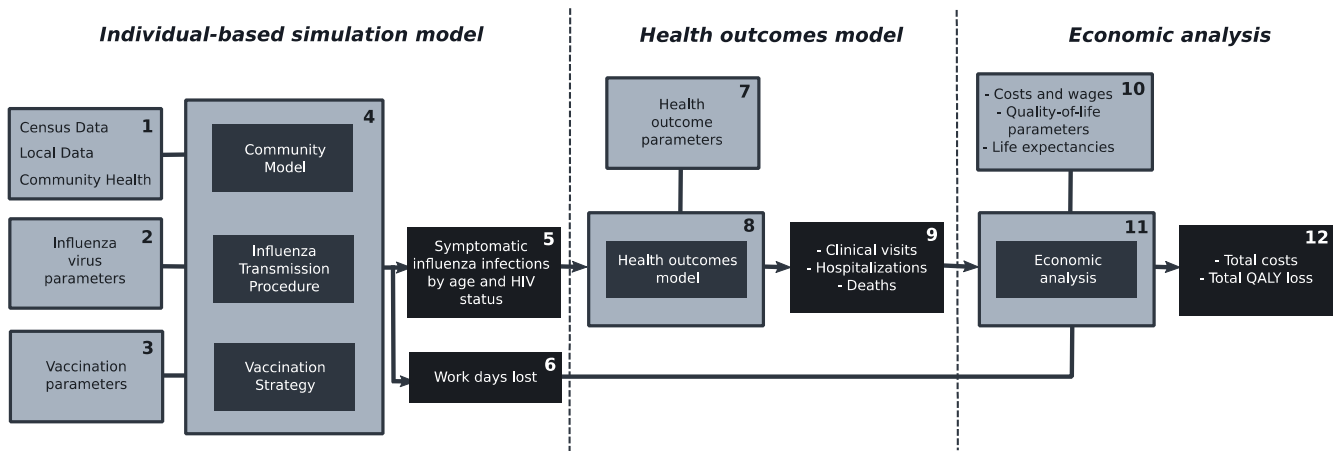 Individual-based simulation model
Health outcomes model
Economic analysis
1
Census Data
Local Data
Community Health
2
Influenza
virus
parameters
3
Vaccination
parameters
4
Community
Model
Influenza
Transmission
Procedure
Vaccination
Strategy
5
Symptomatic
influenza infections
by age and HIV
status
6
Work days lost
7
Health
outcome
parameters
8
Health outcomes
model
9
- Clinical visits
- Hospitalizations
- Deaths
10
- Costs and wages
- Quality-of-life
parameters
- Life expectancies
11
Economic
analysis
12
- Total costs
- Total QALY loss